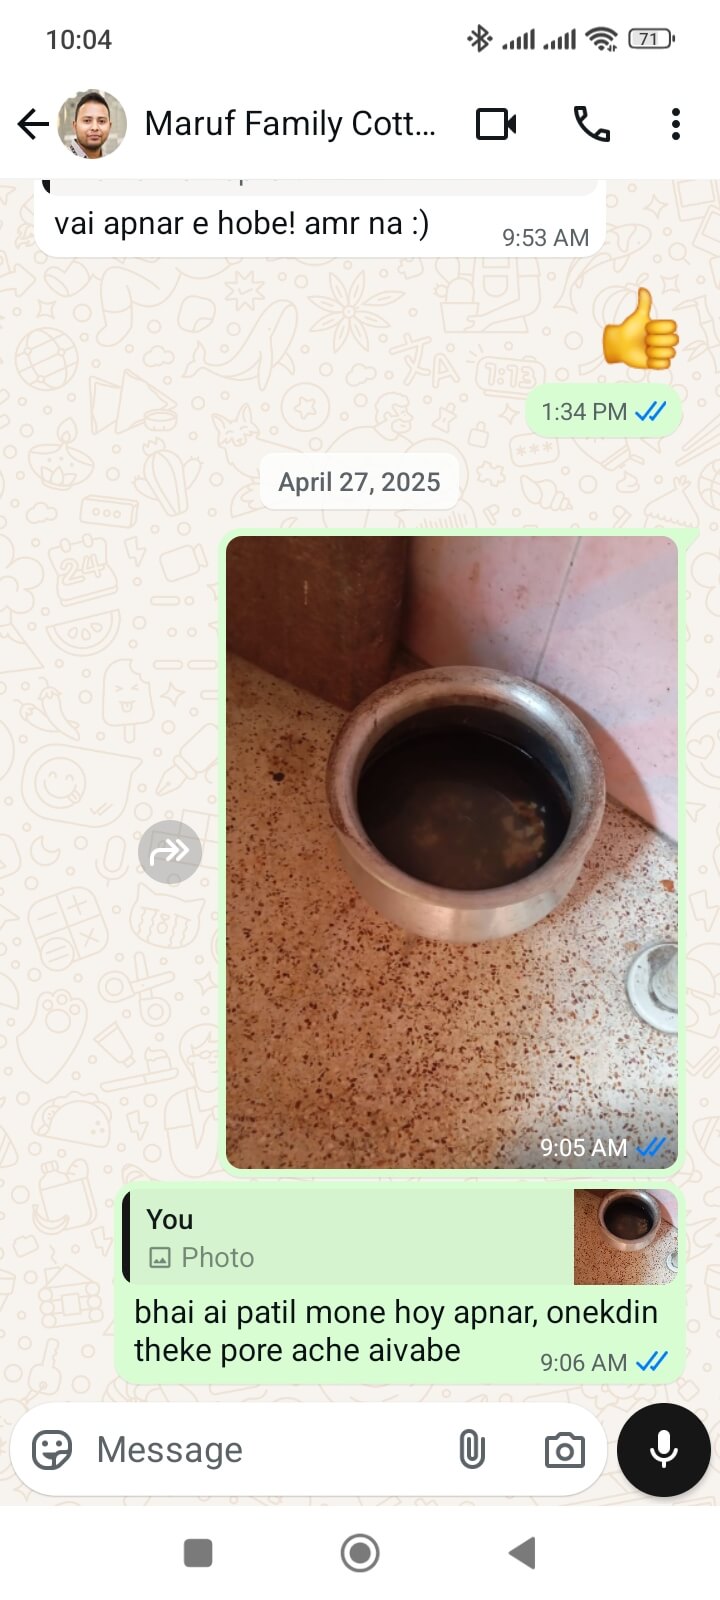 10:04
71
Maruf Family Cott...
vai apnar e hobe! amr na :)
9:53 AM
1:34 PM
April 27, 2025
9:05 AM
You
Photo
bhai ai patil mone hoy apnar, onekdin
theke pore ache aivabe
9:06 AM
Message